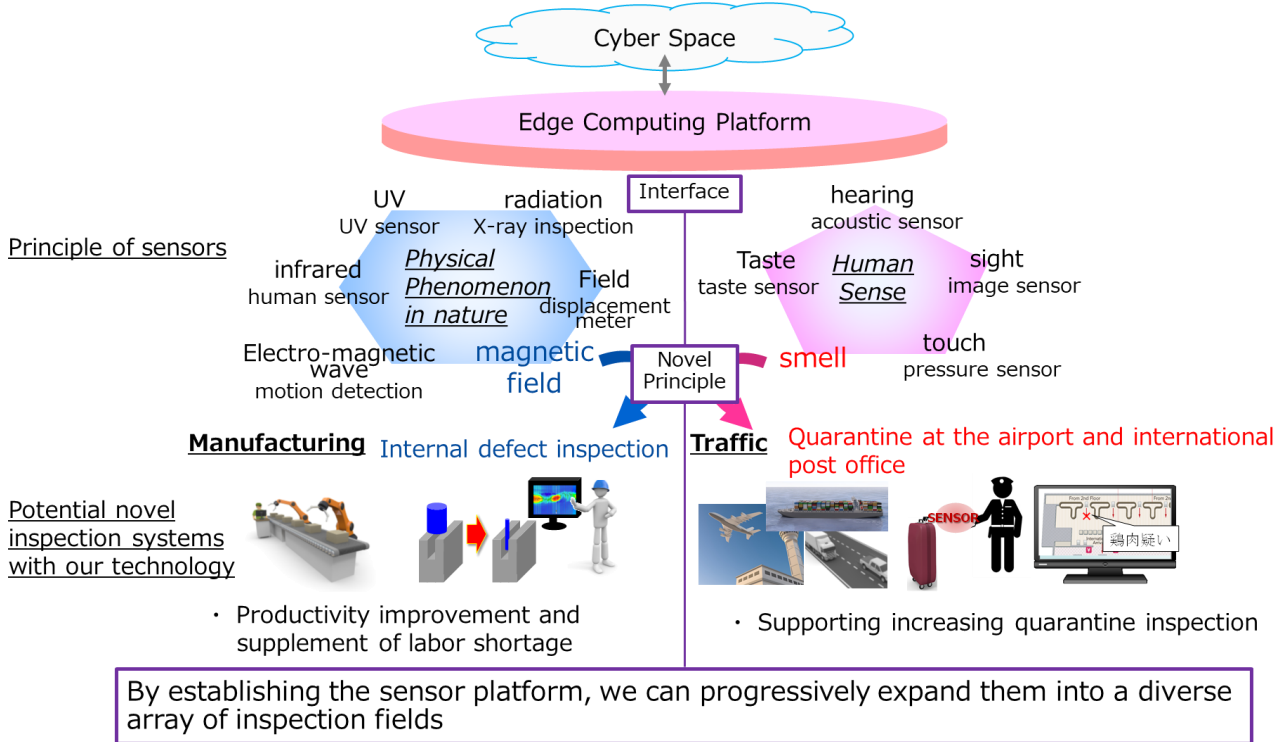 Cyber Space
Edge Computing Platform
Interface
Principle of sensors
UV
UV sensor
radiation
X-ray inspection
infrared
human sensor
Physical
Phenomenon
in nature
Field
displacement
meter
Electro-magnetic
wave
motion detection
magnetic
field
hearing
acoustic sensor
Taste
taste sensor
Human
Sense
sight
image sensor
touch
pressure sensor
smell
Novel
Principle
Manufacturing
Internal defect inspection
Traffic
Quarantine at the airport and international
post office
Potential novel
inspection systems
with our technology
SENSOR
From 2nd Floor
From 2nd
鶏肉疑い
・ Productivity improvement and
supplement of labor shortage
・ Supporting increasing quarantine inspection
By establishing the sensor platform, we can progressively expand them into a diverse
array of inspection fields